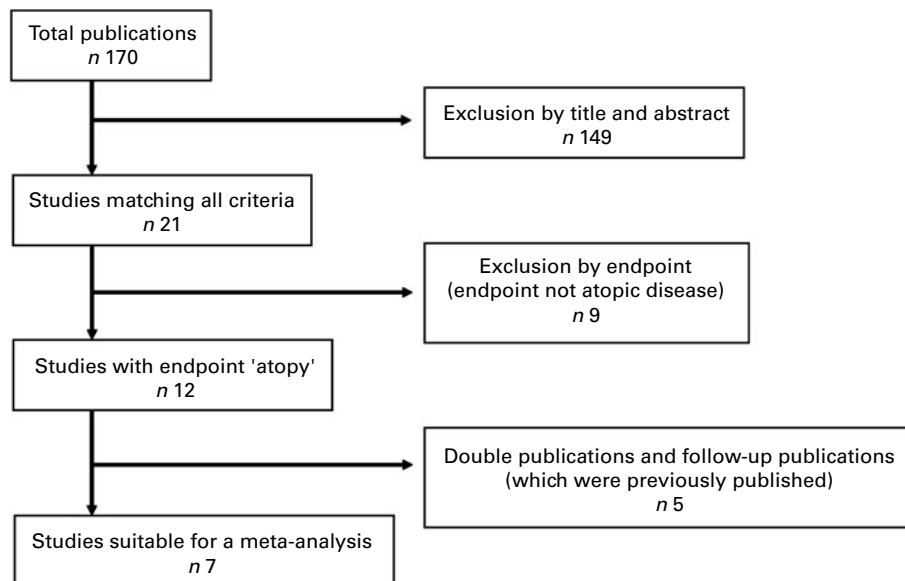 Total publications
n 170
Exclusion by title and abstract
n 149
Studies matching all criteria
n 21
Exclusion by endpoint
(endpoint not atopic disease)
n 9
Studies with endpoint 'atopy'
n 12
Double publications and follow-up publications
(which were previously published)
n 5
Studies suitable for a meta-analysis
n 7